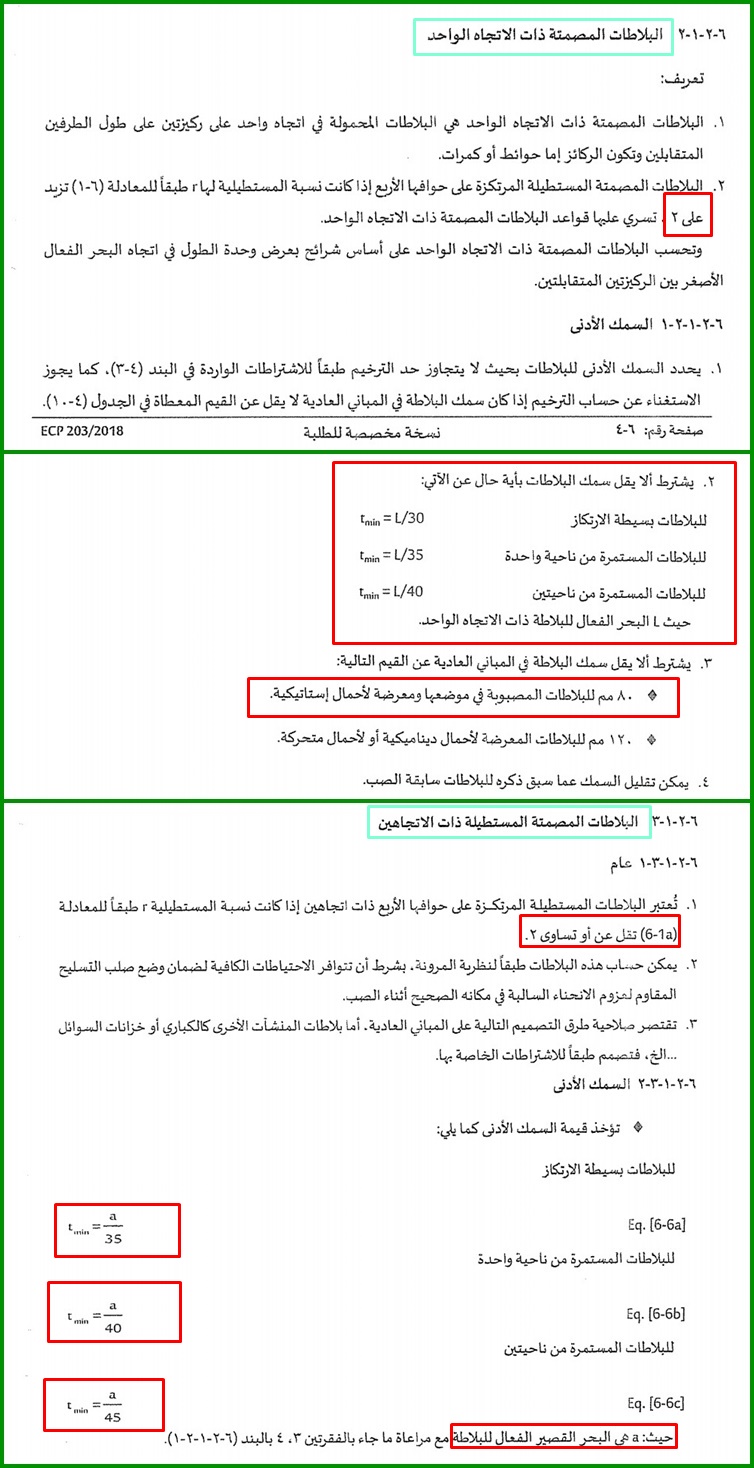 ٦-٢-١-٢ البلاطات المصمتة ذات الاتجاه الواحد
تعريف:
١. البلاطات المصمتة ذات الاتجاه الواحد هي البلاطات المحمولة في اتجاه واحد على ركيزتين على طول الطرفين
المتقابلين وتكون الركائز إما حوائط أو كمرات.
٢. البلاطات المصمتة المستطيلة المرتكزة على حوافها الأربع إذا كانت نسبة المستطيلية لها r طبقاً للمعادلة (٦-١) تزيد
على ٢ ، تسري عليها قواعد البلاطات المصمتة ذات الاتجاه الواحد.
وتحسب البلاطات المصمتة ذات الاتجاه الواحد على أساس شرائح بعرض وحدة الطول في اتجاه البحر الفعال
الأصغر بين الركيزتين المتقابلتين.
٦-٢-١-٢-١ السمك الأدنى
١. يحدد السمك الأدنى للبلاطات بحيث لا يتجاوز حد الترخيم طبقاً للاشتراطات الواردة في البند (٤-٣)، كما يجوز
الاستغناء عن حساب الترخيم إذا كان سمك البلاطة في المباني العادية لا يقل عن القيم المعطاة في الجدول (٤-١٠).
صفحة رقم: ٦-٤ نسخة مخصصة للطلبة ECP 203/2018
٢. يشترط ألا يقل سمك البلاطات بأية حال عن الآتي:
للبلاطات بسيطة الارتكاز tmin = L/30
للبلاطات المستمرة من ناحية واحدة tmin = L/35
للبلاطات المستمرة من ناحيتين tmin = L/40
حيث L البحر الفعال للبلاطة ذات الاتجاه الواحد.
٣. يشترط ألا يقل سمك البلاطة في المباني العادية عن القيم التالية:
❖ ٨٠ مم للبلاطات المصبوبة في موضعها ومعرضة لأحمال إستاتيكية.
❖ ١٢٠ مم للبلاطات المعرضة لأحمال ديناميكية أو لأحمال متحركة.
٤. يمكن تقليل السمك عما سبق ذكره للبلاطات سابقة الصب.
٦-٢-١-٣ البلاطات المصمتة المستطيلة ذات الاتجاهين
٦-٢-١-٣-١ عام
١. تُعتبر البلاطات المستطيلة المرتكزة على حوافها الأربع ذات اتجاهين إذا كانت نسبة المستطيلية r طبقاً للمعادلة
(6-1a) تقل عن أو تساوى ٢.
٢. يمكن حساب هذه البلاطات طبقاً لنظرية المرونة، بشرط أن تتوافر الاحتياطات الكافية لضمان وضع صلب التسليح
المقاوم لعزوم الانحناء السالبة في مكانه الصحيح أثناء الصب.
٣. تقتصر صلاحية طرق التصميم التالية على المباني العادية، أما بلاطات المنشآت الأخرى كالكباري أو خزانات السوائل
...الخ، فتصمم طبقاً للاشتراطات الخاصة بها.
٦-٢-١-٣-٢ السمك الأدنى
❖ تؤخذ قيمة السمك الأدنى كما يلي:
للبلاطات بسيطة الارتكاز
tmin = a/35 Eq. [6-6a]
للبلاطات المستمرة من ناحية واحدة
tmin = a/40 Eq. [6-6b]
للبلاطات المستمرة من ناحيتين
tmin = a/45 Eq. [6-6c]
حيث: a هي البحر القصير الفعال للبلاطة مع مراعاة ما جاء بالفقرتين ٣، ٤ بالبند (٦-٢-١-٢-١).